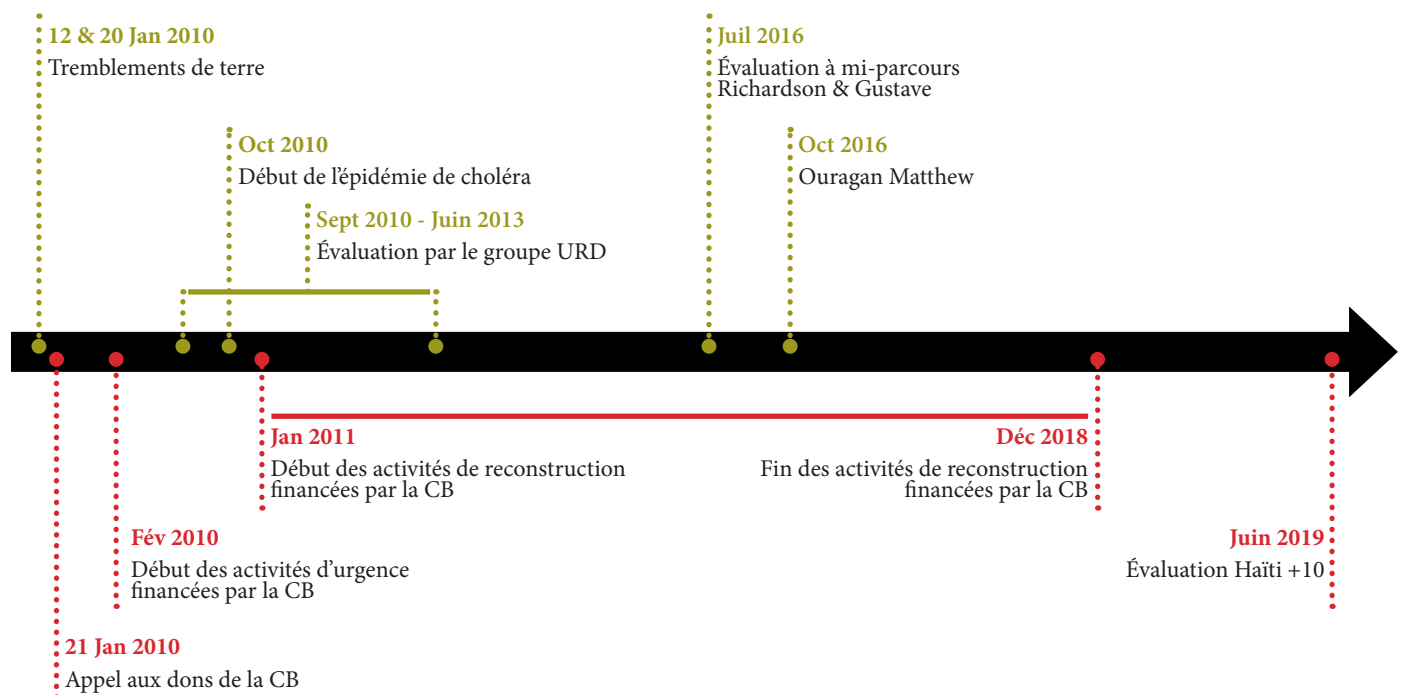 12 & 20 Jan 2010
Tremblements de terre
Juil 2016
Évaluation à mi-parcours
Richardson & Gustave
Oct 2010
Début de l'épidémie de choléra
Oct 2016
Ouragan Matthew
Sept 2010 - Juin 2013
Évaluation par le groupe URD
Jan 2011
Début des activités de reconstruction
financées par la CB
Déc 2018
Fin des activités de reconstruction
financées par la CB
Fév 2010
Début des activités d'urgence
financées par la CB
Juin 2019
Évaluation Haïti +10
21 Jan 2010
Appel aux dons de la CB